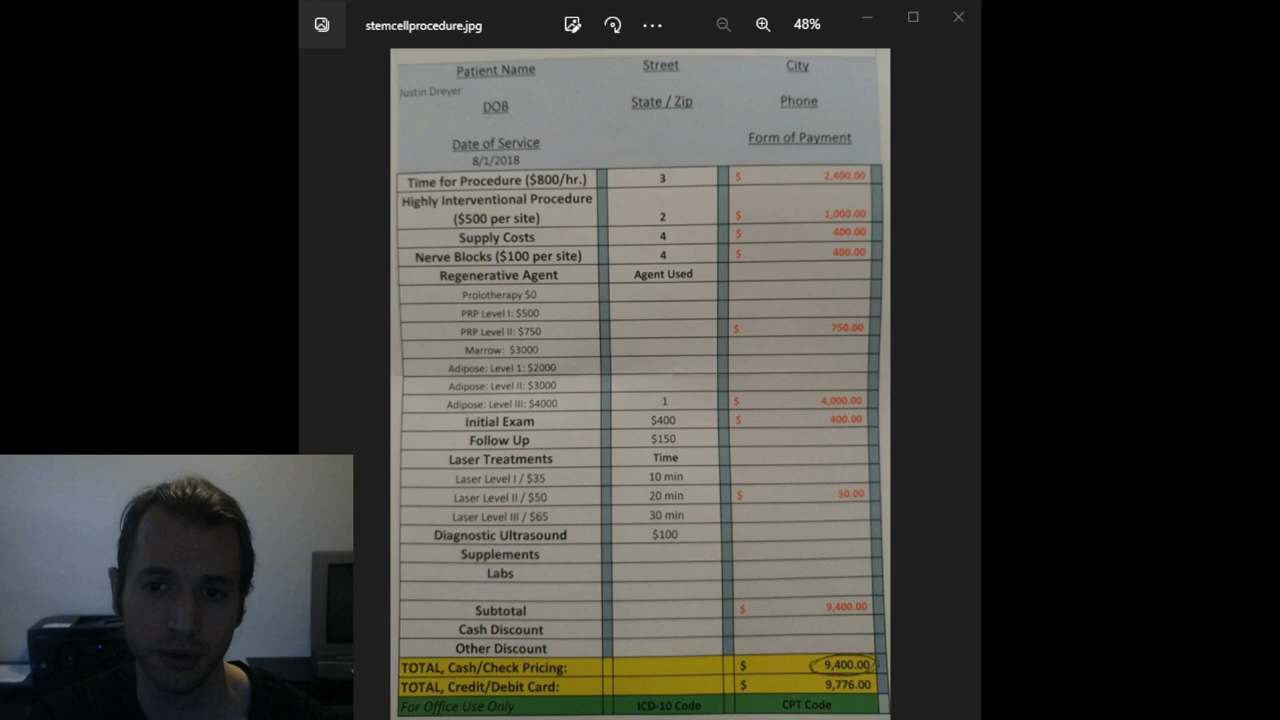 stemcellprocedure.jpg
48%
Patient Name Street City
Justin Dreyer
DOB State / Zip Phone
Date of Service Form of Payment
8/1/2018
Time for Procedure ($800/hr.) 3 $ 2,400.00
Highly Interventional Procedure
($500 per site) 2 $ 1,000.00
Supply Costs 4 $ 400.00
Nerve Blocks ($100 per site) 4 $ 400.00
Regenerative Agent Agent Used
Prolotherapy $0
PRP Level I: $500
PRP Level II: $750 $ 750.00
Marrow: $3000
Adipose: Level 1: $2000
Adipose: Level II: $3000
Adipose: Level III: $4000 1 $ 4,000.00
Initial Exam $400 $ 400.00
Follow Up $150
Laser Treatments Time
Laser Level I / $35 10 min
Laser Level II / $50 20 min $ 50.00
Laser Level III / $65 30 min
Diagnostic Ultrasound $100
Supplements
Labs
Subtotal $ 9,400.00
Cash Discount
Other Discount
TOTAL, Cash/Check Pricing: $ 9,400.00
TOTAL, Credit/Debit Card: $ 9,776.00
For Office Use Only ICD-10 Code CPT Code